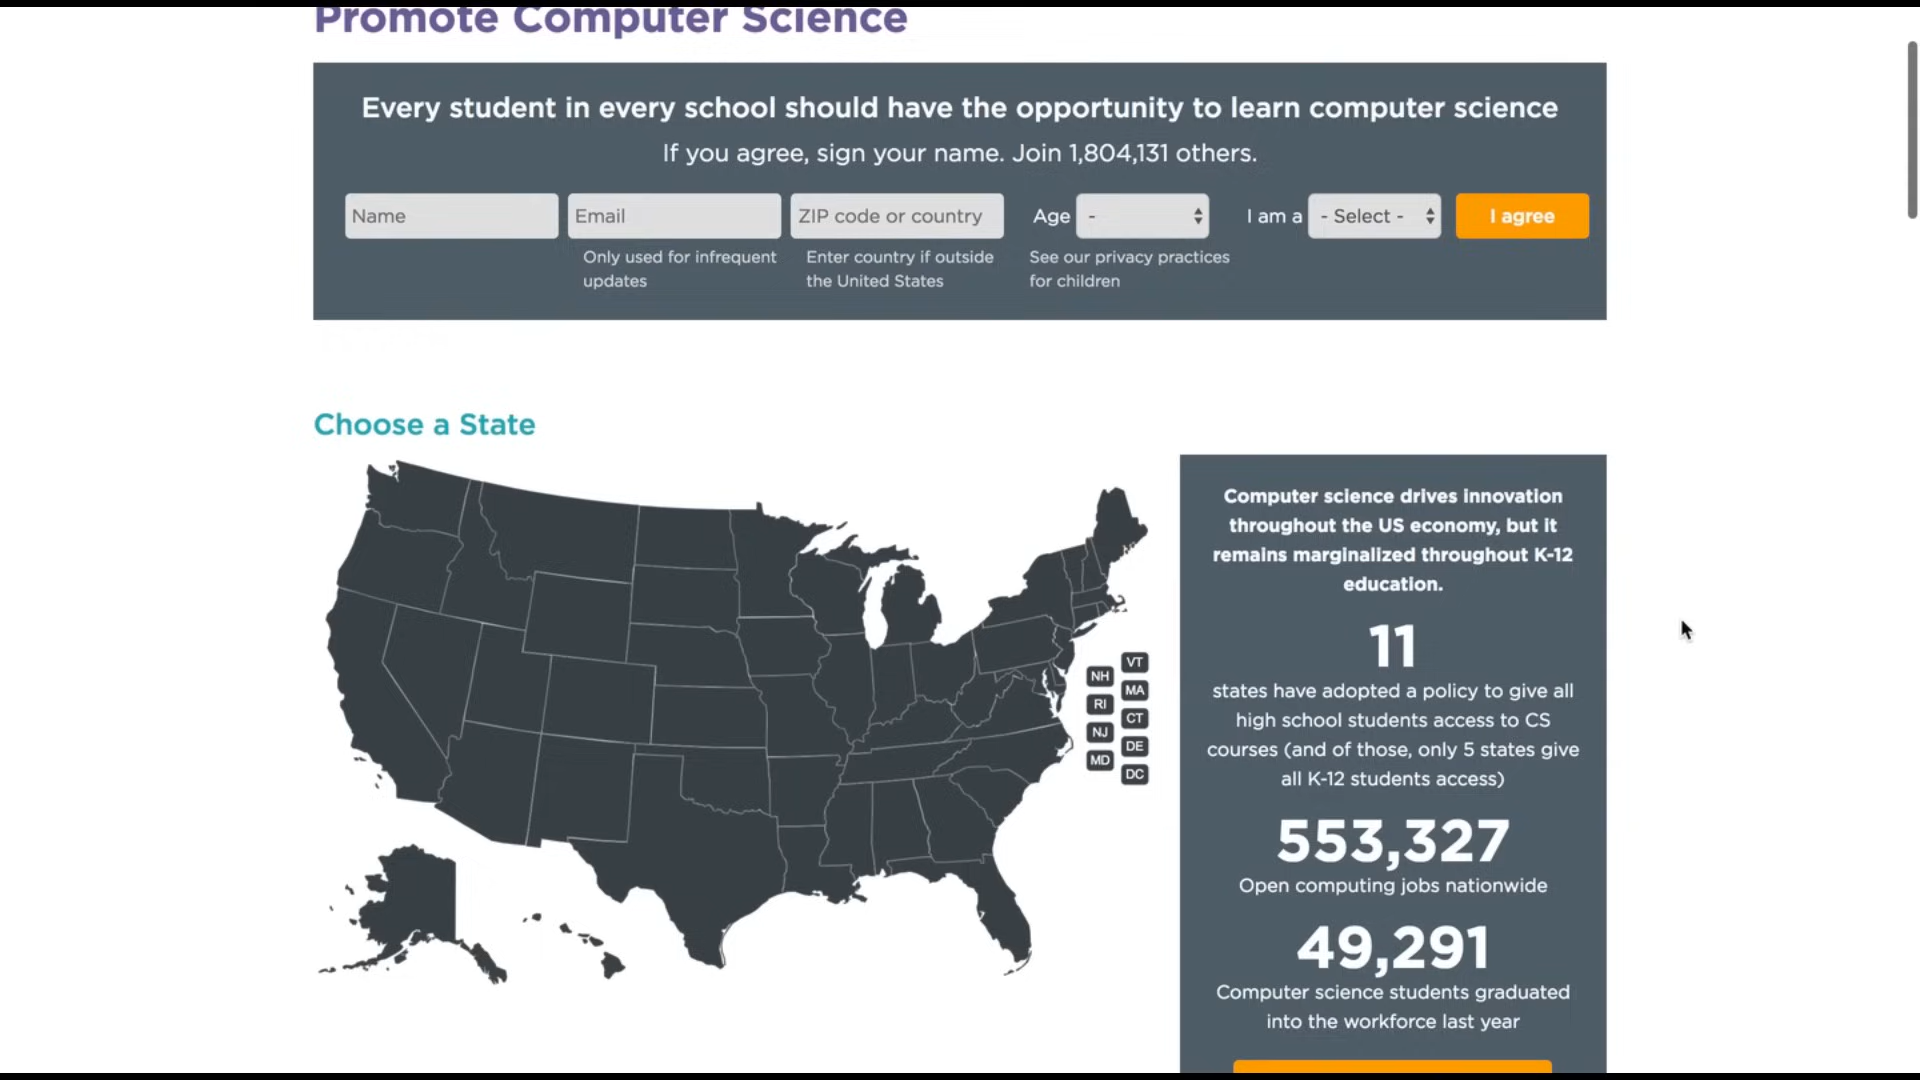 Promote Computer Science
Every student in every school should have the opportunity to learn computer science
If you agree, sign your name. Join 1,804,131 others.
Name
Email
ZIP code or country
Age
-
I am a
- Select -
I agree
Only used for infrequent
updates
Enter country if outside
the United States
See our privacy practices
for children
Choose a State
VT
NH
MA
RI
CT
NJ
DE
MD
DC
Computer science drives innovation
throughout the US economy, but it
remains marginalized throughout K-12
education.
11
states have adopted a policy to give all
high school students access to CS
courses (and of those, only 5 states give
all K-12 students access)
553,327
Open computing jobs nationwide
49,291
Computer science students graduated
into the workforce last year